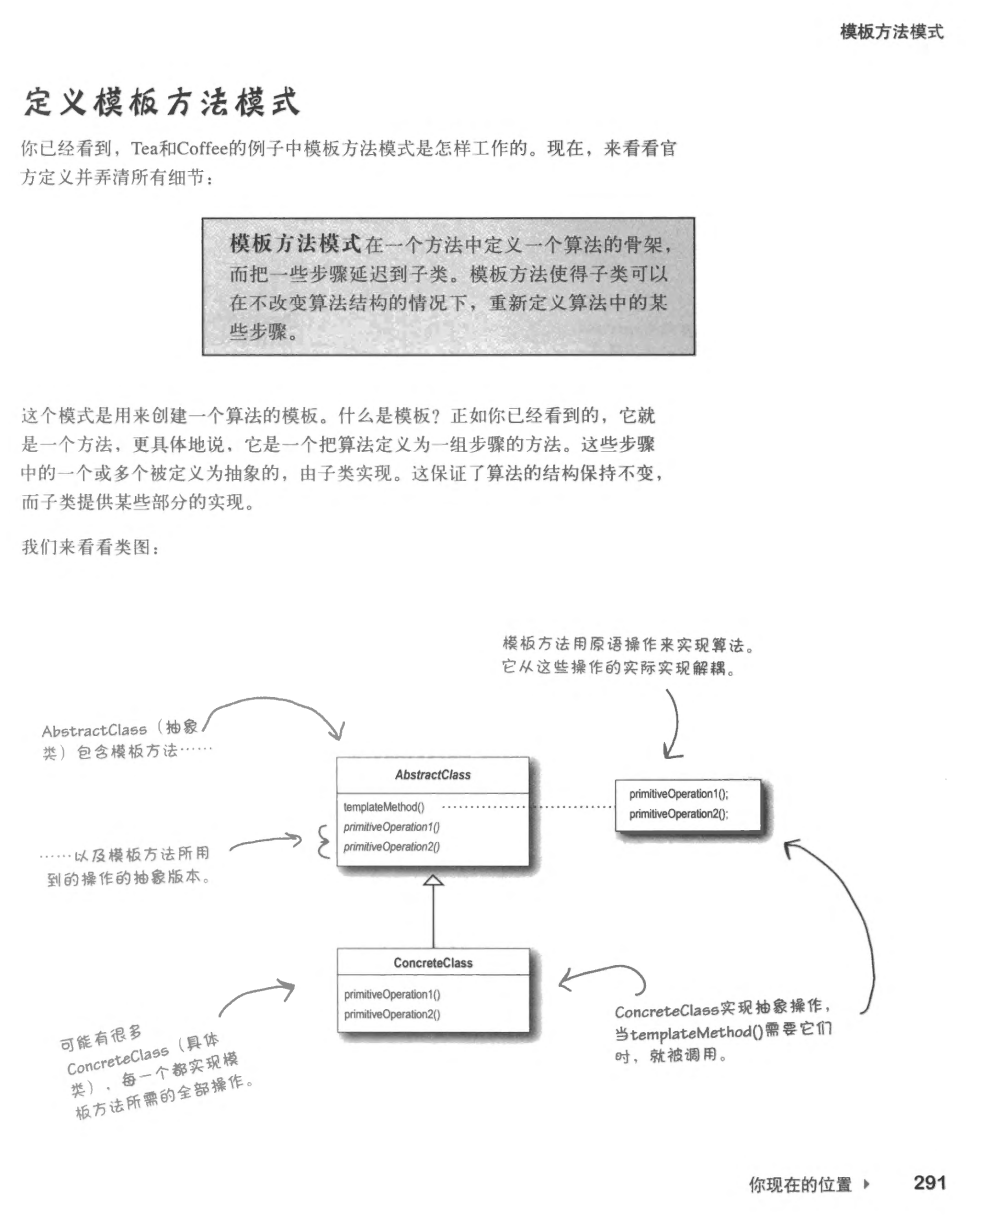 模板方法模式
定义模板方法模式
你已经看到，Tea和Coffee的例子中模板方法模式是怎样工作的。现在，来看看官
方定义并弄清所有细节：
模板方法模式在一个方法中定义一个算法的骨架，
而把一些步骤延迟到子类。模板方法使得子类可以
在不改变算法结构的情况下，重新定义算法中的某
些步骤。
这个模式是用来创建一个算法的模板。什么是模板？正如你已经看到的，它就
是一个方法，更具体地说，它是一个把算法定义为一组步骤的方法。这些步骤
中的一个或多个被定义为抽象的，由子类实现。这保证了算法的结构保持不变，
而子类提供某些部分的实现。
我们来看看类图：
模板方法用原语操作来实现算法。
它从这些操作的实际实现解耦。
AbstractClass（抽象
类）包含模板方法……
AbstractClass
templateMethod()
primitiveOperation1()
primitiveOperation2()
primitiveOperation1();
primitiveOperation2();
……以及模板方法所用
到的操作的抽象版本。
ConcreteClass
primitiveOperation1()
primitiveOperation2()
可能有很多
ConcreteClass（具体
类），每一个都实现模
板方法所需的全部操作。
ConcreteClass实现抽象操作，
当templateMethod()需要它们
时，就被调用。
你现在的位置 ▸ 291